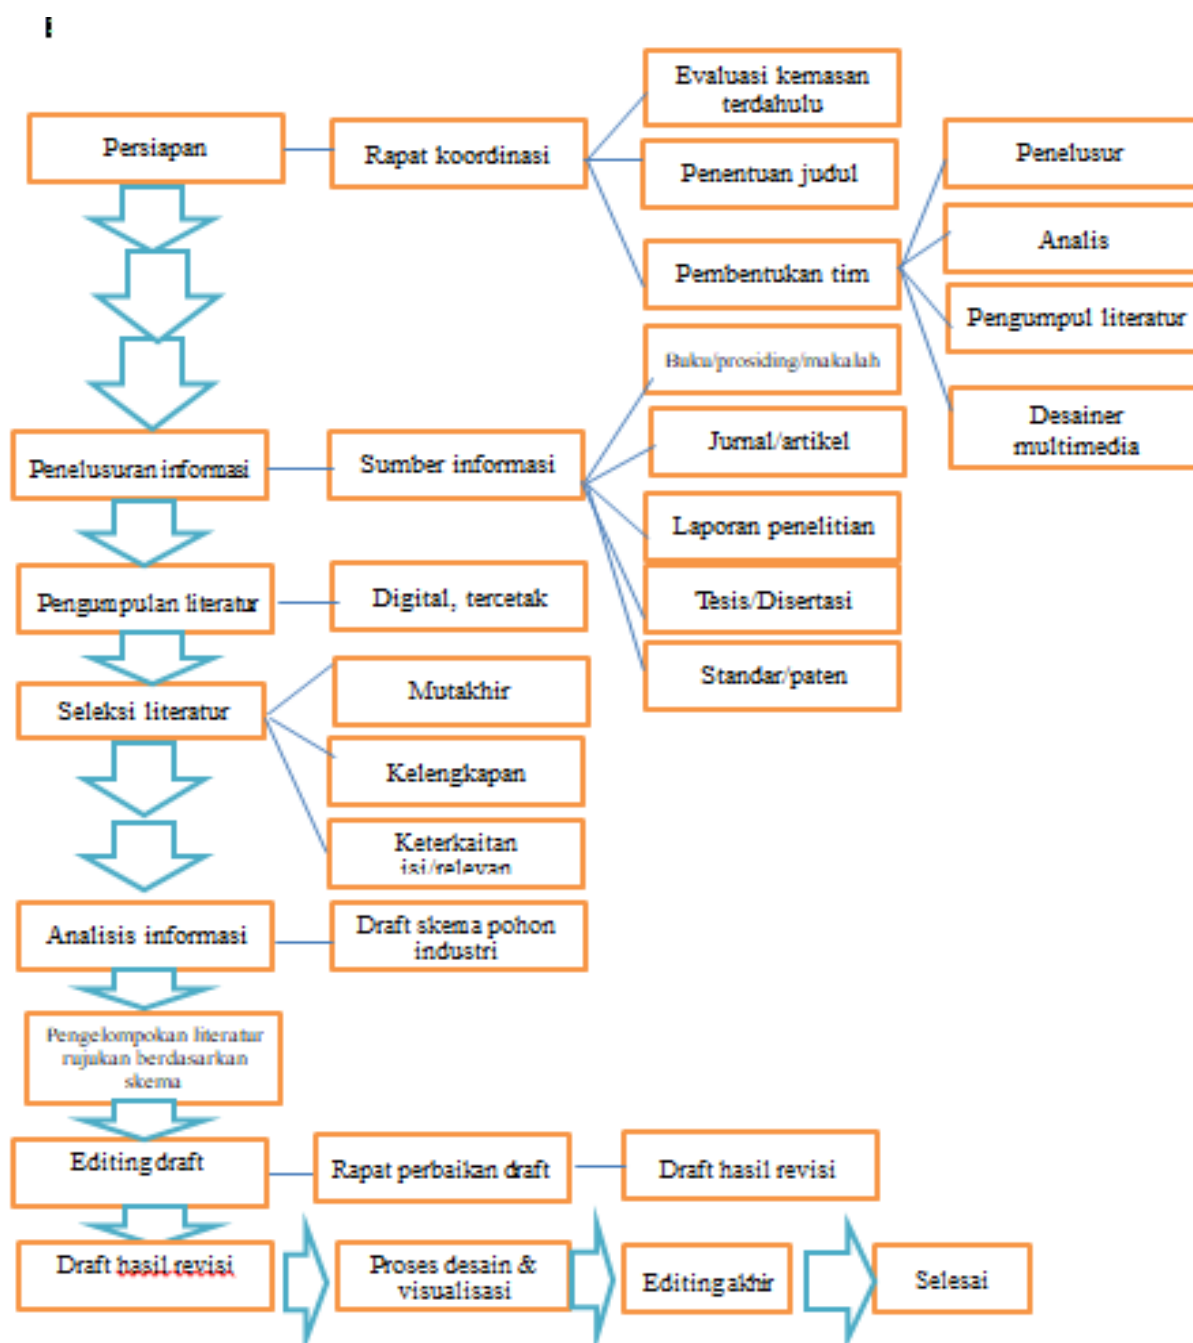 Evaluasi kemasan
terdahulu
Persiapan
Rapat koordinasi
Penentuan judul
Penelusur
Analis
Pembentukan tim
Pengumpul literatur
Buku/prosiding/makalah
Desainer
multimedia
Jurnal/artikel
Penelusuran informasi
Sumber informasi
Laporan penelitian
Pengumpulan literatur
Digital, tercetak
Tesis/Disertasi
Standar/paten
Seleksi literatur
Mutakhir
Kelengkapan
Keterkaitan
isi/relevan
Analisis informasi
Draft skema pohon
industri
Pengelompokan literatur
rujukan berdasarkan
skema
Editing draft
Rapat perbaikan draft
Draft hasil revisi
Draft hasil revisi
Proses desain &
visualisasi
Editing akhir
Selesai